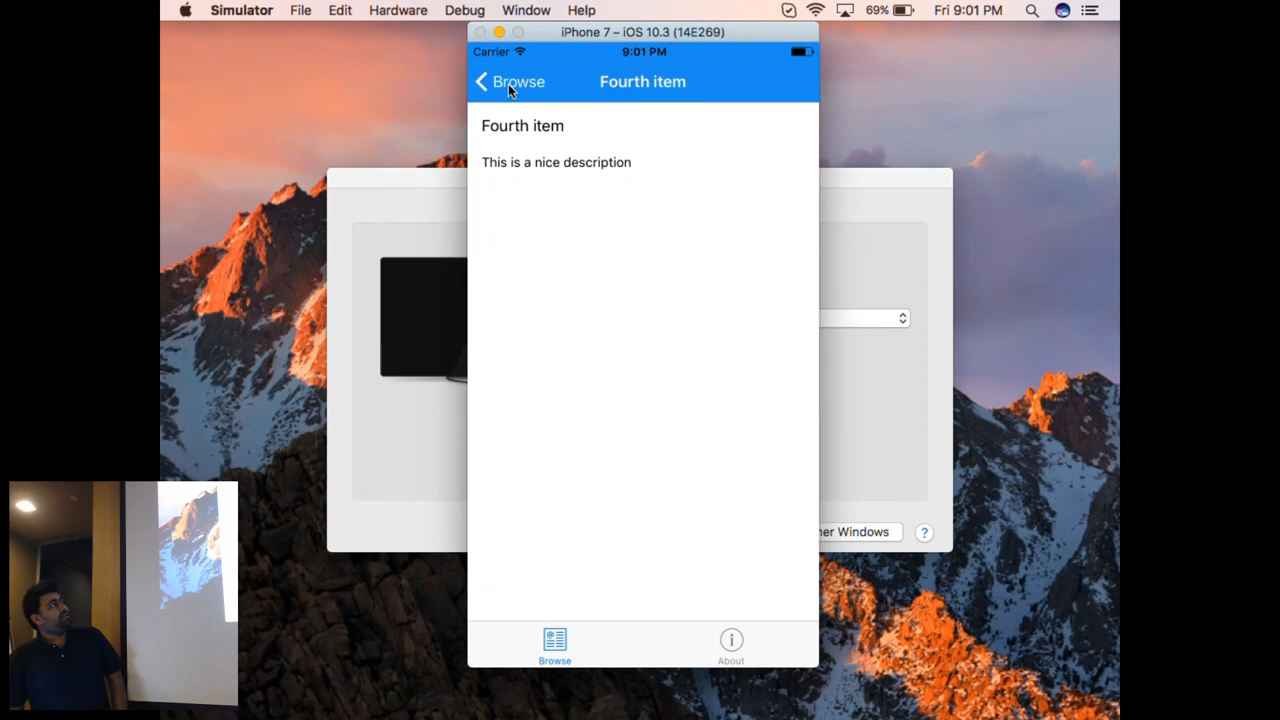 Simulator File Edit Hardware Debug Window Help 69% Fri 9:01 PM
iPhone 7 – iOS 10.3 (14E269)
Carrier 9:01 PM
Browse Fourth item
Fourth item
This is a nice description
her Windows ?
Browse About